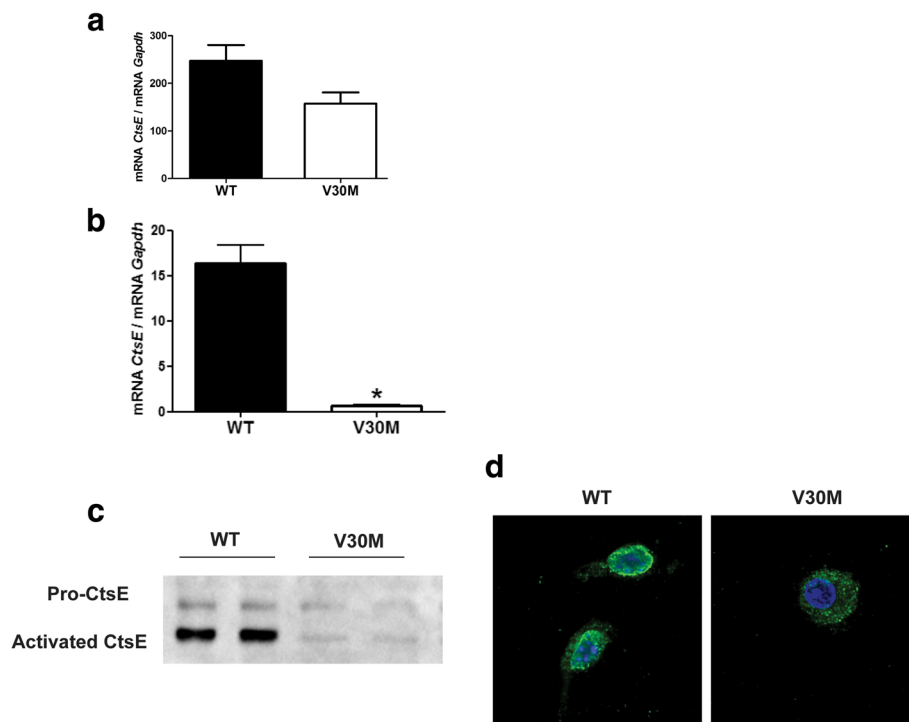 a
mRNA CtsE / mRNA Gapdh
300
200
100
0
WT V30M
b
mRNA CtsE / mRNA Gapdh
20
15
10
5
0
*
WT V30M
c
WT V30M
Pro-CtsE
Activated CtsE
d
WT V30M